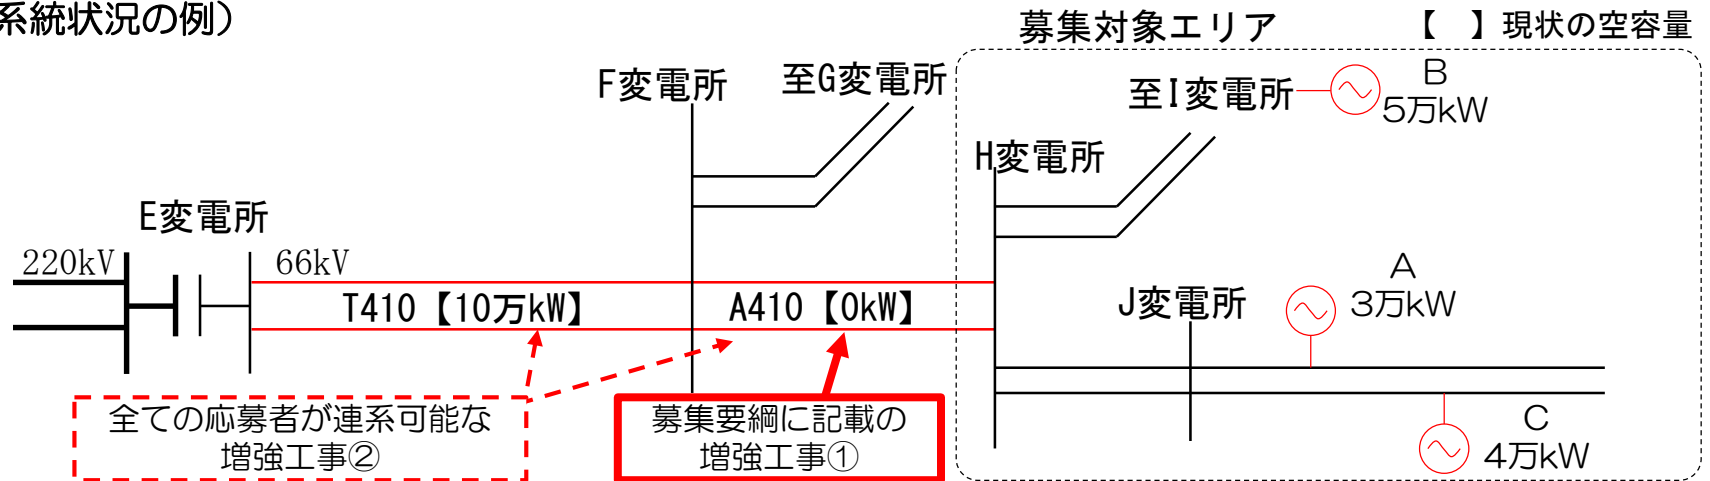 系統状況の例）
募集対象エリア
【　】現状の空容量
F変電所
至G変電所
至I変電所
B
5万kW
H変電所
E変電所
220kV
66kV
T410【10万kW】
A410【0kW】
J変電所
A
3万kW
全ての応募者が連系可能な
増強工事②
募集要綱に記載の
増強工事①
C
4万kW